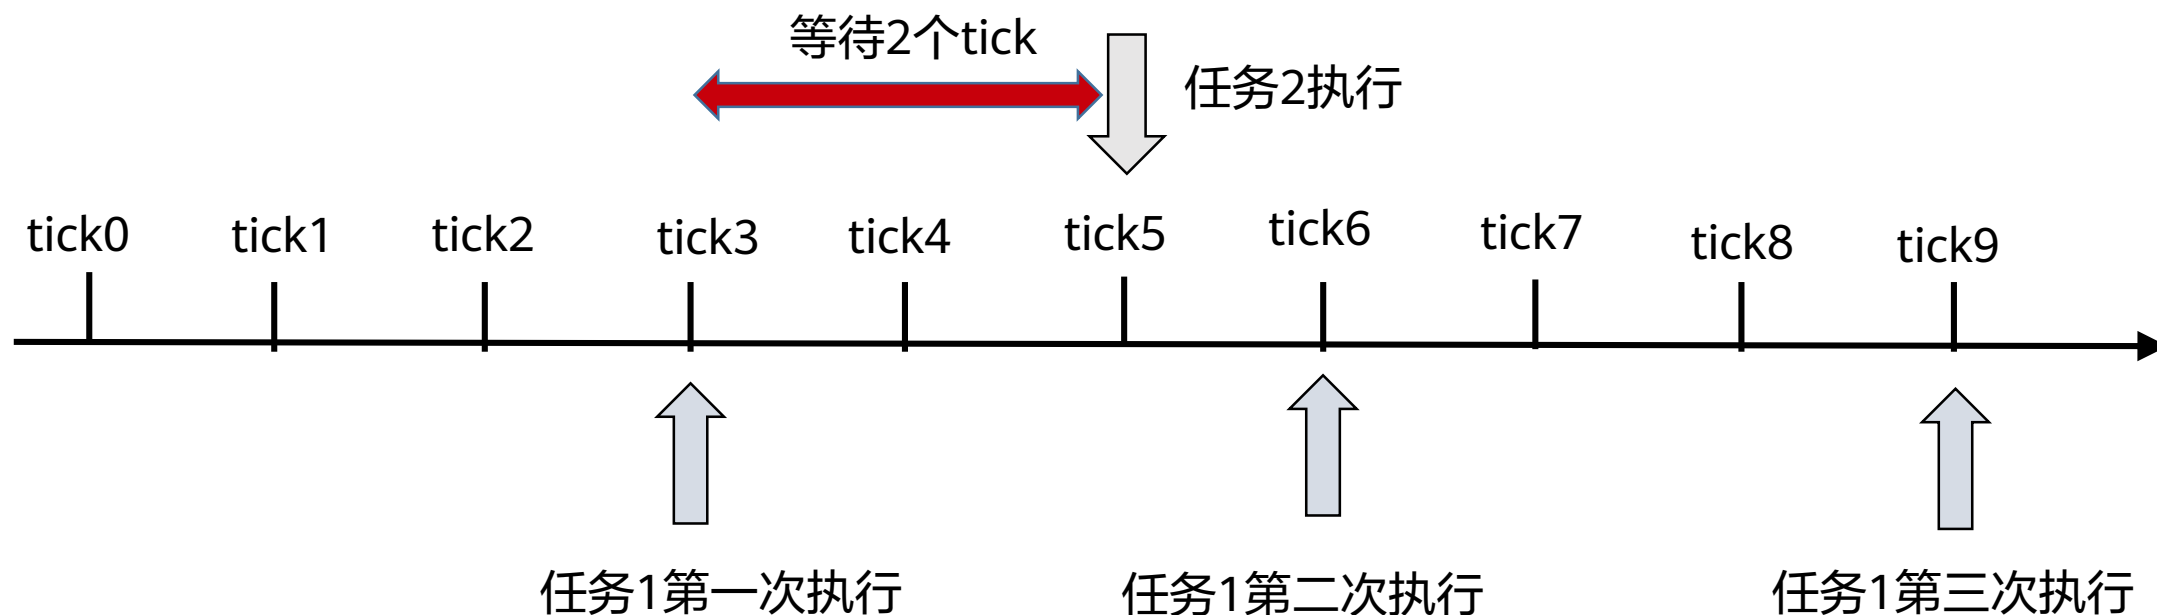 等待2个tick
任务2执行
tick0 tick1 tick2 tick3 tick4 tick5 tick6 tick7 tick8 tick9
任务1第一次执行 任务1第二次执行 任务1第三次执行